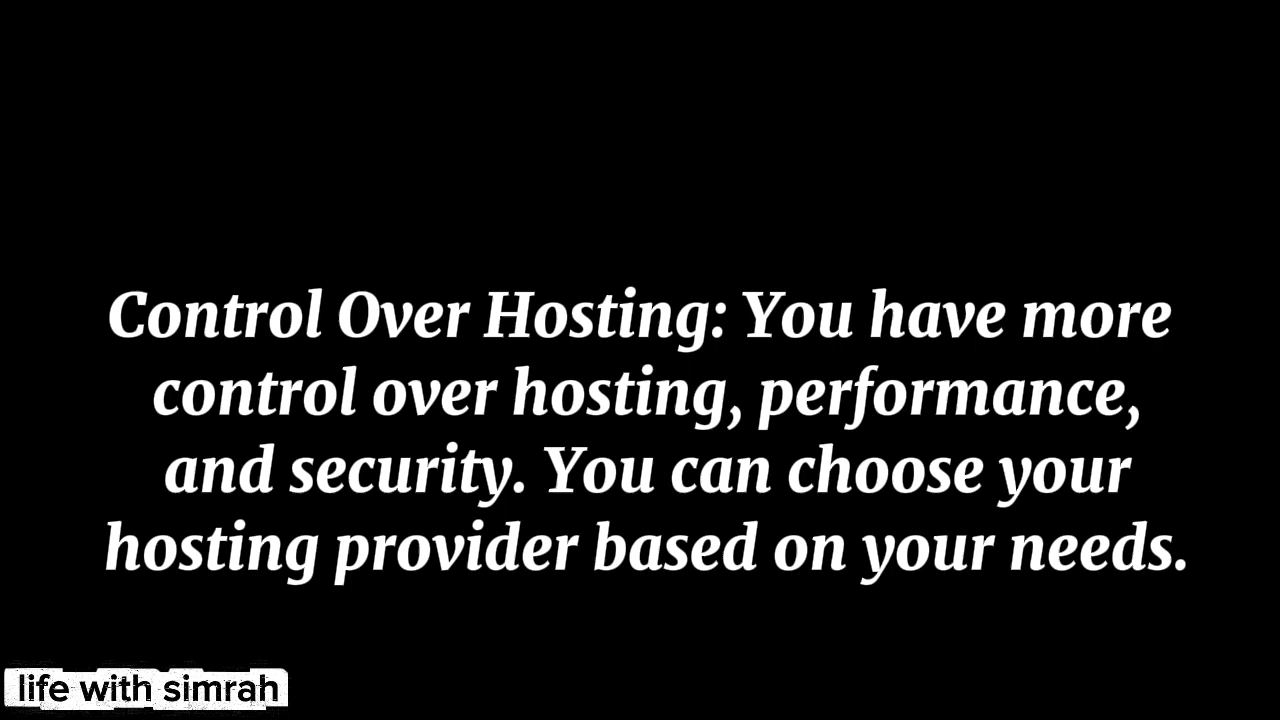 Control Over Hosting: You have more
control over hosting, performance,
and security. You can choose your
hosting provider based on your needs.
life with simrah